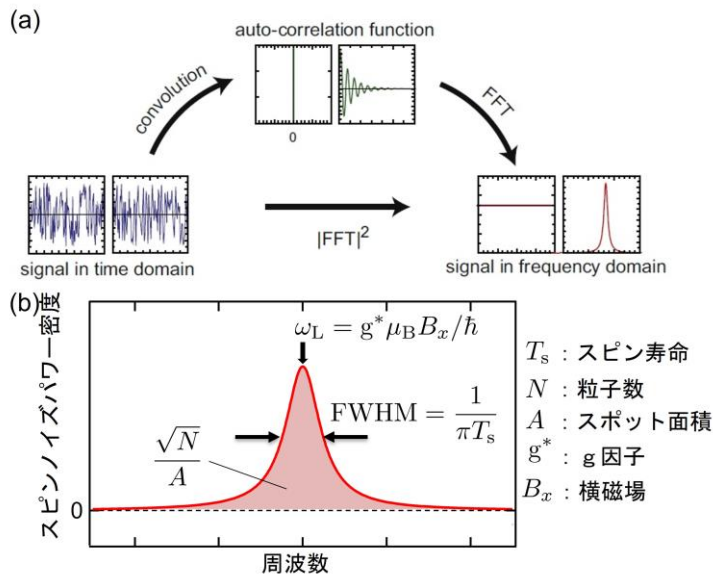 (a)
auto-correlation function
convolution
FFT
0
|FFT|²
signal in time domain
signal in frequency domain
(b)
スピンノイズパワー密度
ω_L = g*μ_B B_x/ħ
FWHM = 1/(πT_s)
√N/A
0
周波数
T_s : スピン寿命
N : 粒子数
A : スポット面積
g* : g因子
B_x : 横磁場